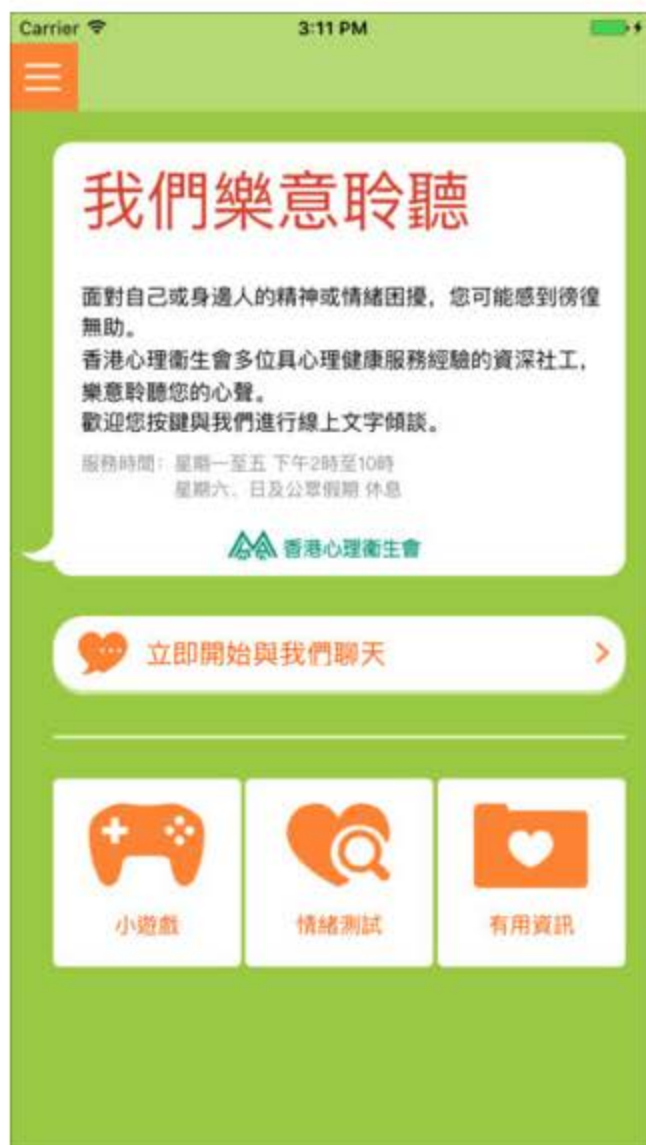 Carrier 3:11 PM
我們樂意聆聽
面對自己或身邊人的精神或情緒困擾，您可能感到徬徨
無助。
香港心理衞生會多位具心理健康服務經驗的資深社工，
樂意聆聽您的心聲。
歡迎您按鍵與我們進行線上文字傾談。
服務時間：星期一至五 下午2時至10時
星期六、日及公眾假期 休息
香港心理衞生會
立即開始與我們聊天
小遊戲
情緒測試
有用資訊